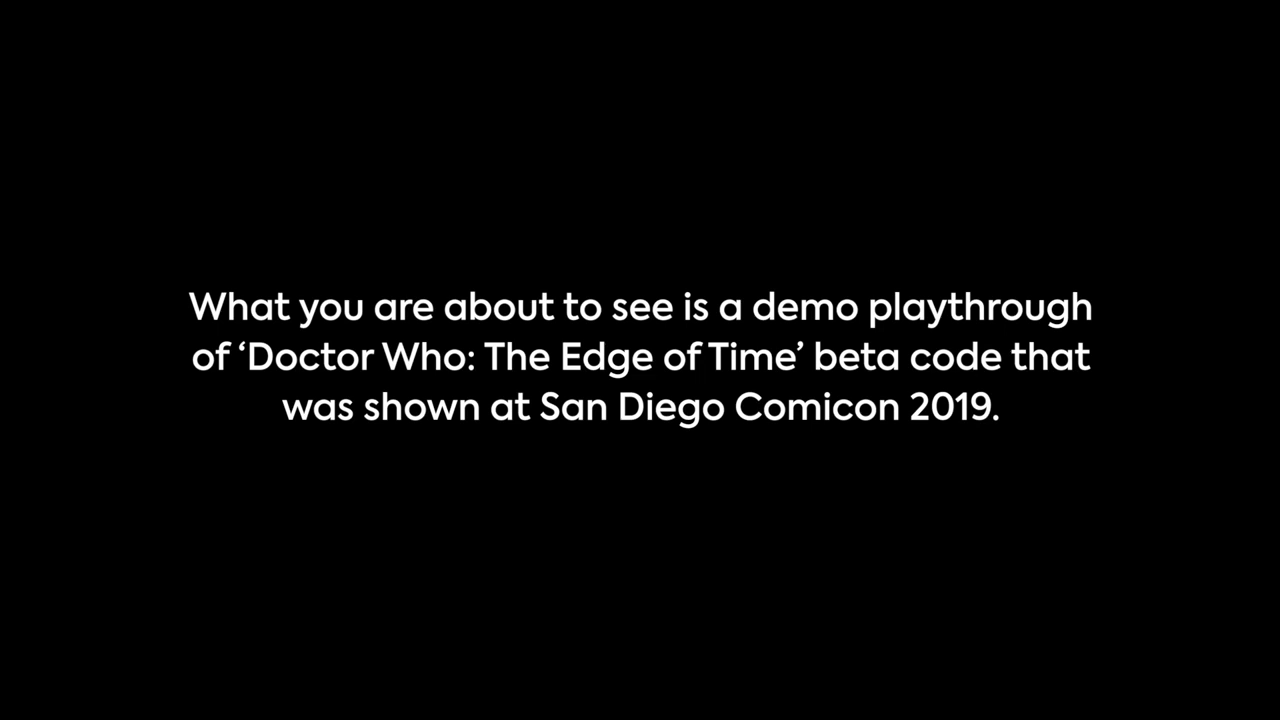 What you are about to see is a demo playthrough
of ‘Doctor Who: The Edge of Time’ beta code that
was shown at San Diego Comicon 2019.